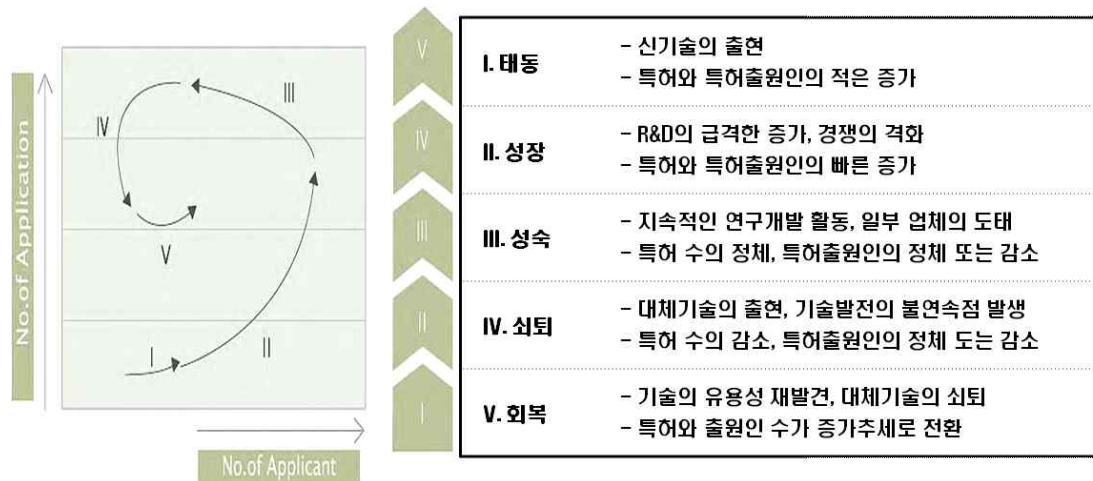 No.of Application
No.of Applicant
I
II
III
IV
V
V
IV
III
II
I
I. 태동
– 신기술의 출현
– 특허와 특허출원인의 적은 증가
II. 성장
– R&D의 급격한 증가, 경쟁의 격화
– 특허와 특허출원인의 빠른 증가
III. 성숙
– 지속적인 연구개발 활동, 일부 업체의 도태
– 특허 수의 정체, 특허출원인의 정체 또는 감소
IV. 쇠퇴
– 대체기술의 출현, 기술발전의 불연속점 발생
– 특허 수의 감소, 특허출원인의 정체 도는 감소
V. 회복
– 기술의 유용성 재발견, 대체기술의 쇠퇴
– 특허와 출원인 수가 증가추세로 전환